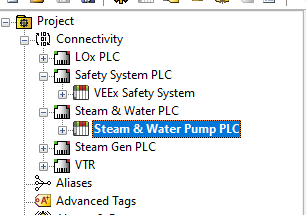 Project
Connectivity
LOx PLC
Safety System PLC
VEEx Safety System
Steam & Water PLC
Steam & Water Pump PLC
Steam Gen PLC
VTR
Aliases
Advanced Tags